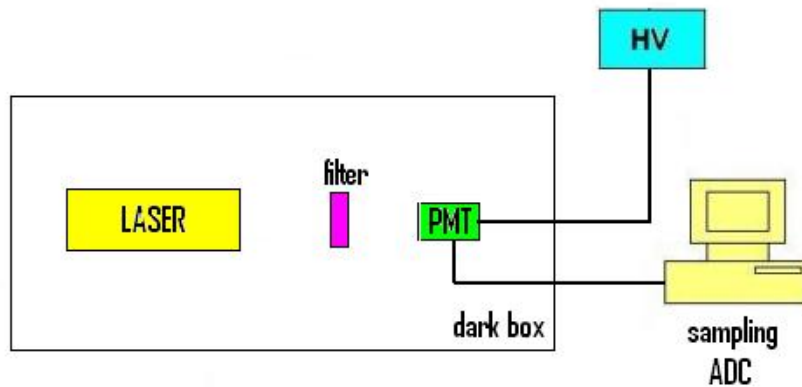 HV
filter
LASER
PMT
dark box
sampling
ADC